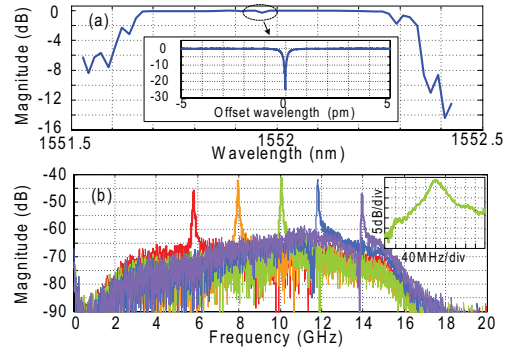 (a)
Magnitude (dB)
0
-4
-8
-12
-16
0
-10
-20
-30
-5
0
5
Offset wavelength (pm)
1551.5
1552
1552.5
Wavelength (nm)
(b)
Magnitude (dB)
-40
-50
-60
-70
-80
-90
5dB/div
40MHz/div
0 2 4 6 8 10 12 14 16 18 20
Frequency (GHz)